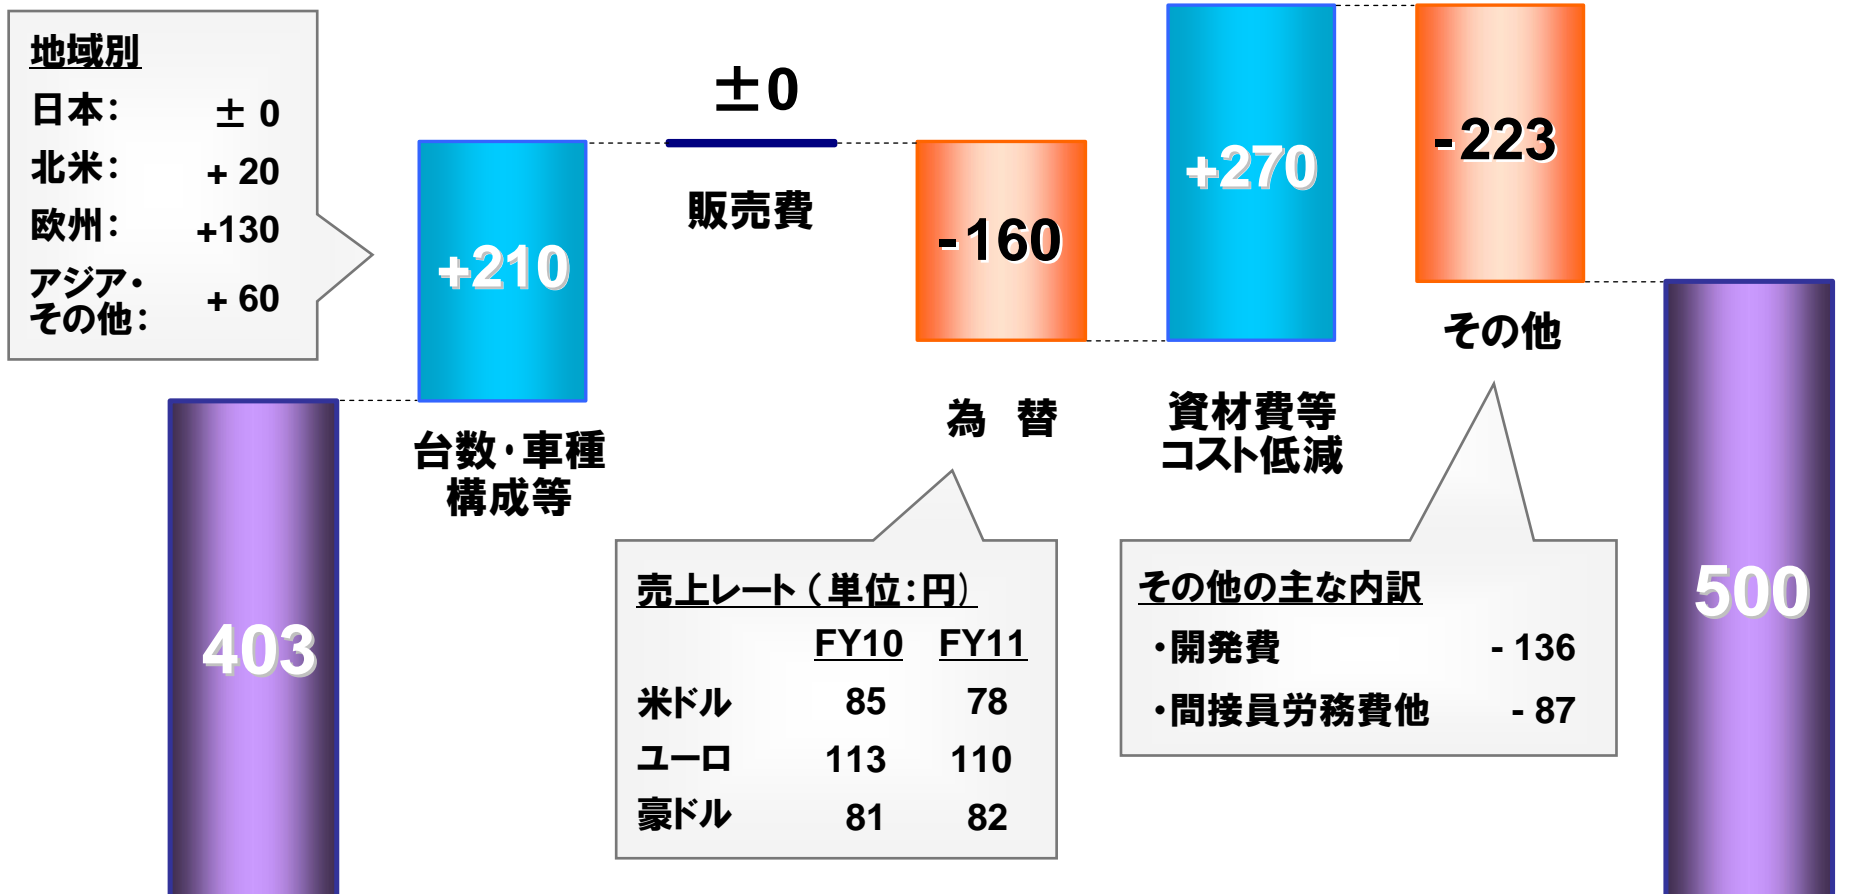 地域別
日本： ± 0
北米： + 20
欧州： +130
アジア・
その他： + 60
403
+210
台数・車種
構成等
±0
販売費
-160
為 替
売上レート（単位：円）
FY10 FY11
米ドル 85 78
ユーロ 113 110
豪ドル 81 82
+270
資材費等
コスト低減
-223
その他
その他の主な内訳
・開発費 - 136
・間接員労務費他 - 87
500